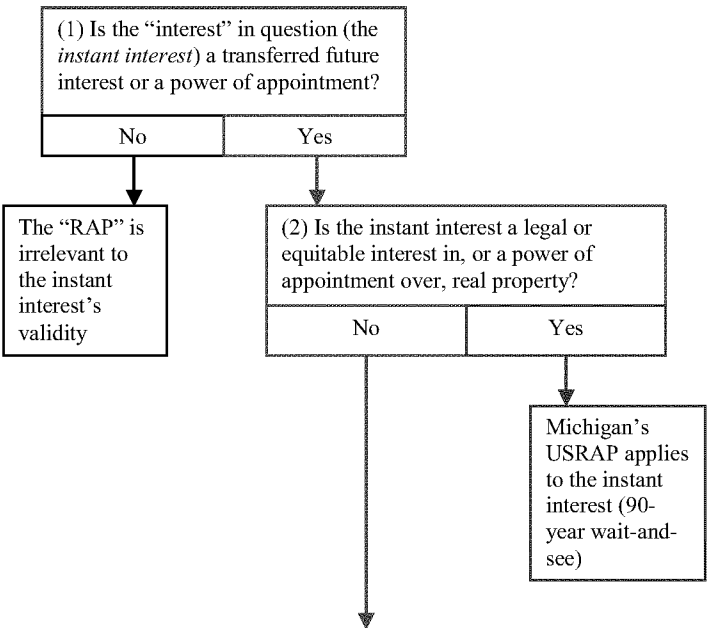 (1) Is the “interest” in question (the
instant interest) a transferred future
interest or a power of appointment?
No
Yes
The “RAP” is
irrelevant to
the instant
interest’s
validity
(2) Is the instant interest a legal or
equitable interest in, or a power of
appointment over, real property?
No
Yes
Michigan’s
USRAP applies
to the instant
interest (90-
year wait-and-
see)